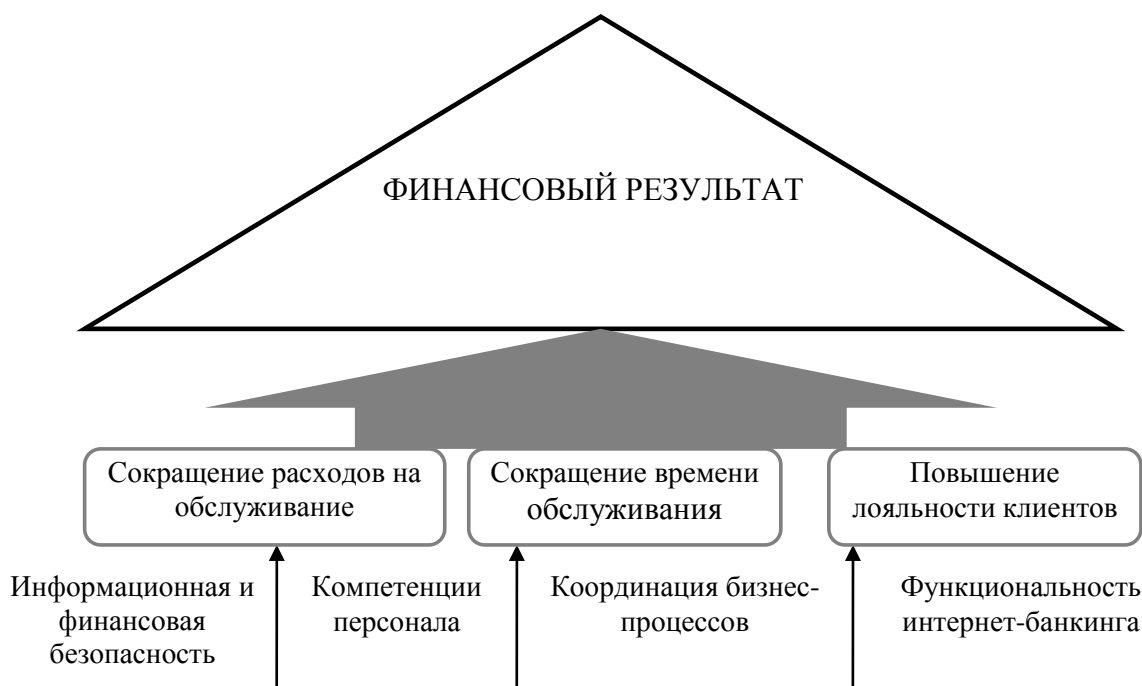 ФИНАНСОВЫЙ РЕЗУЛЬТАТ
Сокращение расходов на
обслуживание
Сокращение времени
обслуживания
Повышение
лояльности клиентов
Информационная и
финансовая
безопасность
Компетенции
персонала
Координация бизнес-
процессов
Функциональность
интернет-банкинга